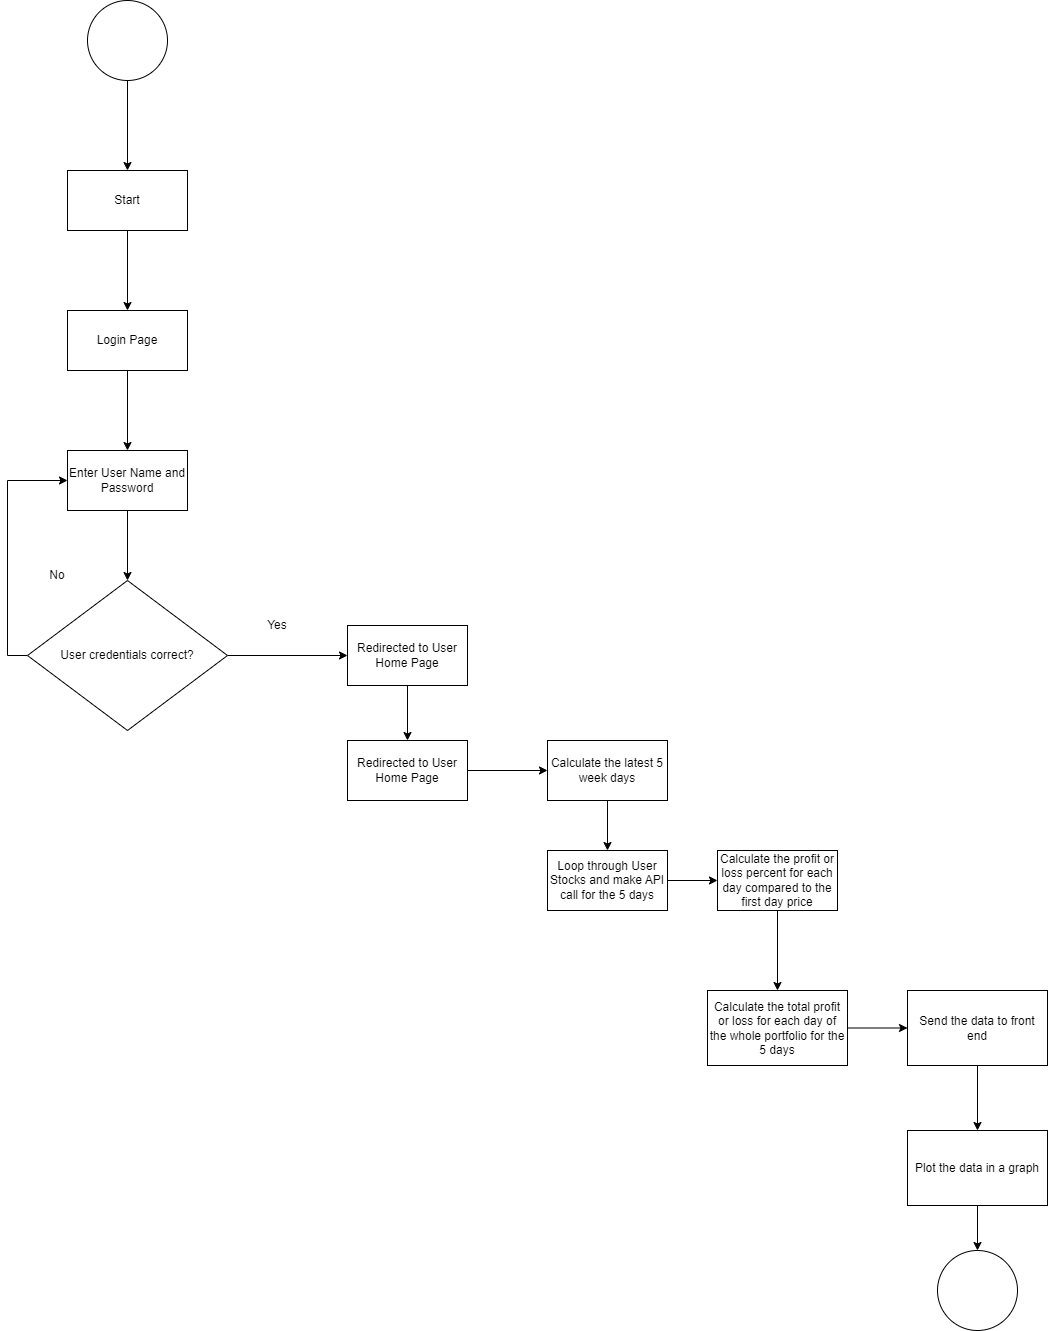 Start
Login Page
Enter User Name and
Password
No
User credentials correct?
Yes
Redirected to User
Home Page
Redirected to User
Home Page
Calculate the latest 5
week days
Loop through User
Stocks and make API
call for the 5 days
Calculate the profit or
loss percent for each
day compared to the
first day price
Calculate the total profit
or loss for each day of
the whole portfolio for the
5 days
Send the data to front
end
Plot the data in a graph